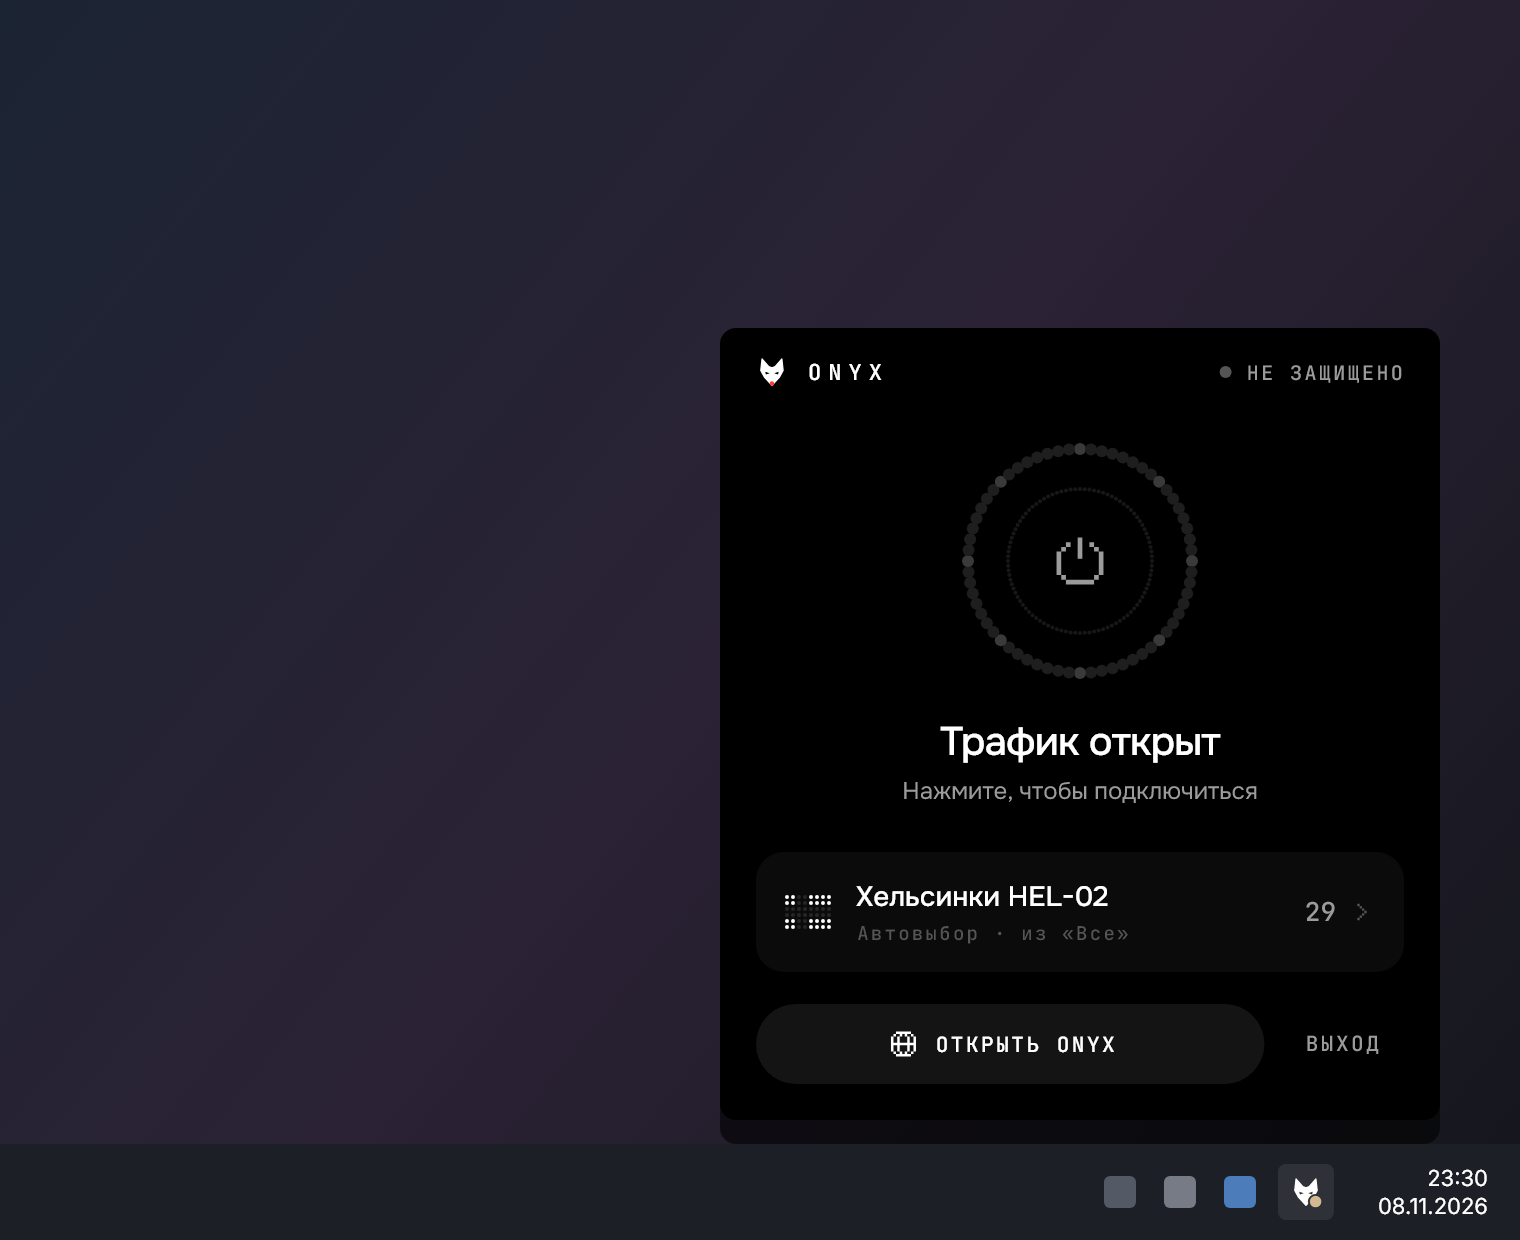 ONYX
НЕ ЗАЩИЩЕНО
Трафик открыт
Нажмите, чтобы подключиться
Хельсинки HEL-02
29
Автовыбор · из «Все»
ОТКРЫТЬ ONYX
ВЫХОД
23:30
08.11.2026